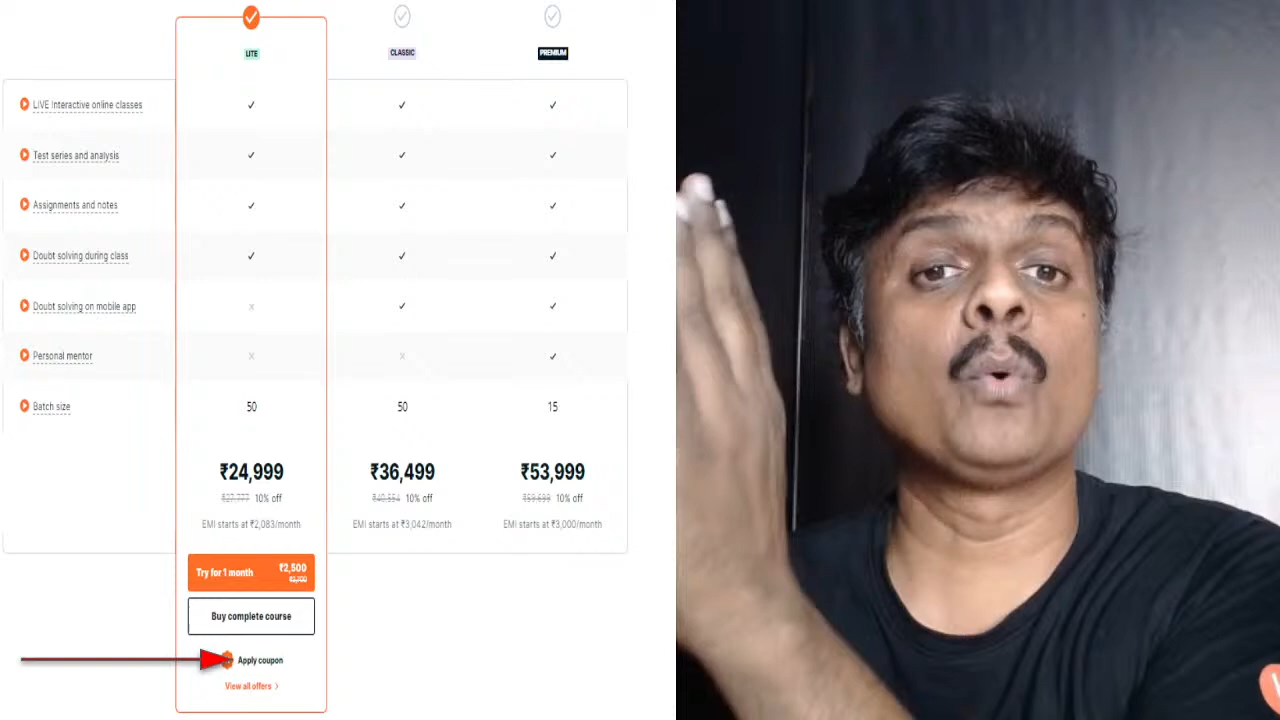 LITE CLASSIC PREMIUM
LIVE Interactive online classes ✓ ✓ ✓
Test series and analysis ✓ ✓ ✓
Assignments and notes ✓ ✓ ✓
Doubt solving during class ✓ ✓ ✓
Doubt solving on mobile app x ✓ ✓
Personal mentor x x ✓
Batch size 50 50 15
₹24,999 ₹36,499 ₹53,999
₹27,777 10% off 10% off 10% off
EMI starts at ₹2,083/month EMI starts at ₹3,042/month EMI starts at ₹3,000/month
Try for 1 month ₹2,500
Buy complete course
Apply coupon
View all offers >